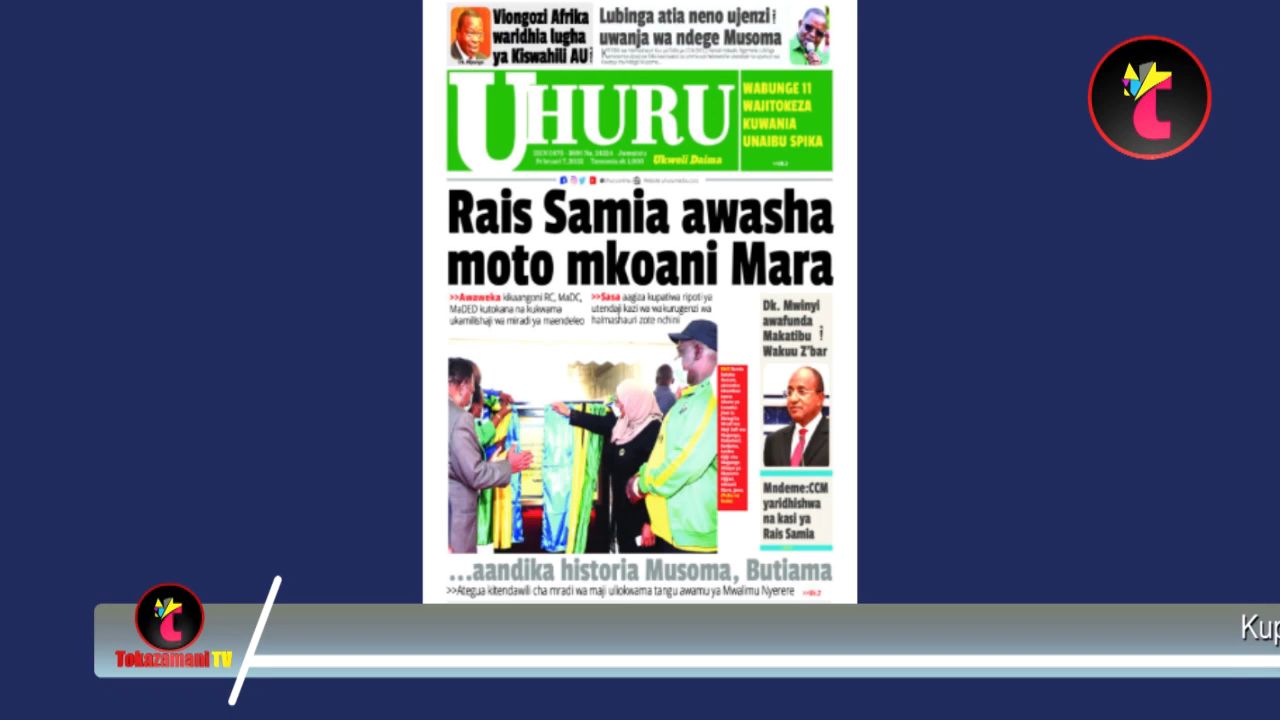 Viongozi Afrika
waridhia lugha
ya Kiswahili AU
Lubinga atia neno ujenzi
uwanja wa ndege Musoma
UHURU
Februari 7, 2022
Ukweli Daima
WABUNGE 11
WAJITOKEZA
KUWANIA
UNAIBU SPIKA
Rais Samia awasha
moto mkoani Mara
>>Awaweka kikaangoni RC, MaDC,
MaDED kutokana na kukwama
ukamilishaji wa miradi ya maendeleo
>>Sasa aagiza kupatiwa ripoti ya
utendaji kazi wa wakurugenzi wa
halmashauri zote nchini
Dk. Mwinyi
awafunda
Makatibu
Wakuu Z'bar
Mndeme:CCM
yaridhishwa
na kasi ya
Rais Samia
...aandika historia Musoma, Butiama
>>Ategua kitendawili cha mradi wa maji uliokwama tangu awamu ya Mwalimu Nyerere
Kup
Tokazamani TV